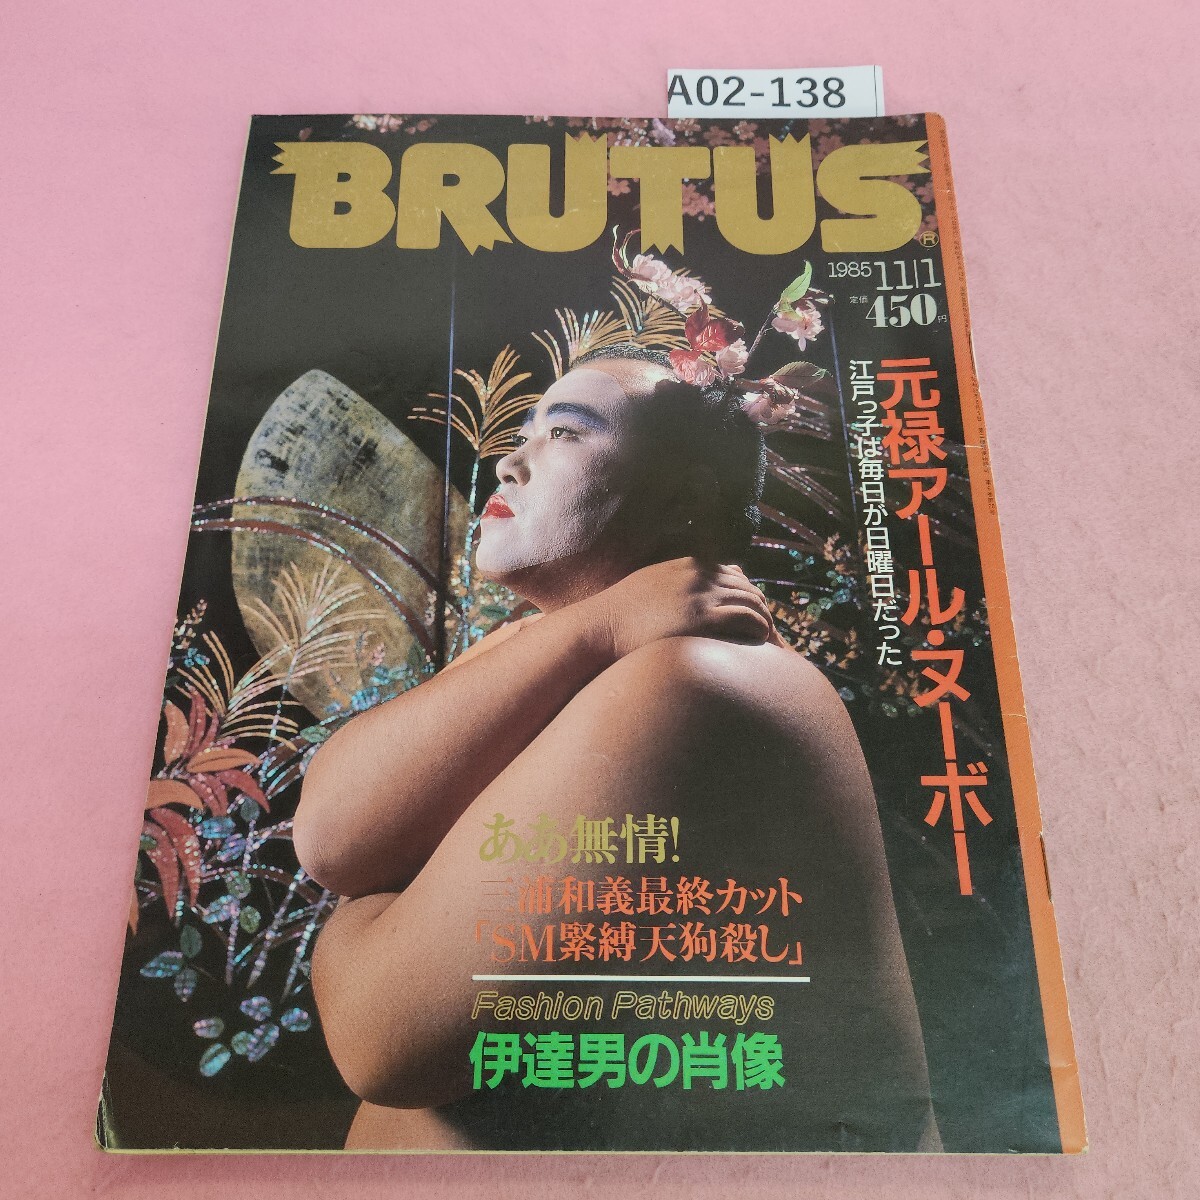 A02-138
BRUTUS
®
1985 11/1
定価450円
元禄アール・ヌーボー
江戸っ子は毎日が日曜日だった
ああ無情!
三浦和義最終カット
「SM緊縛天狗殺し」
Fashion Pathways
伊達男の肖像